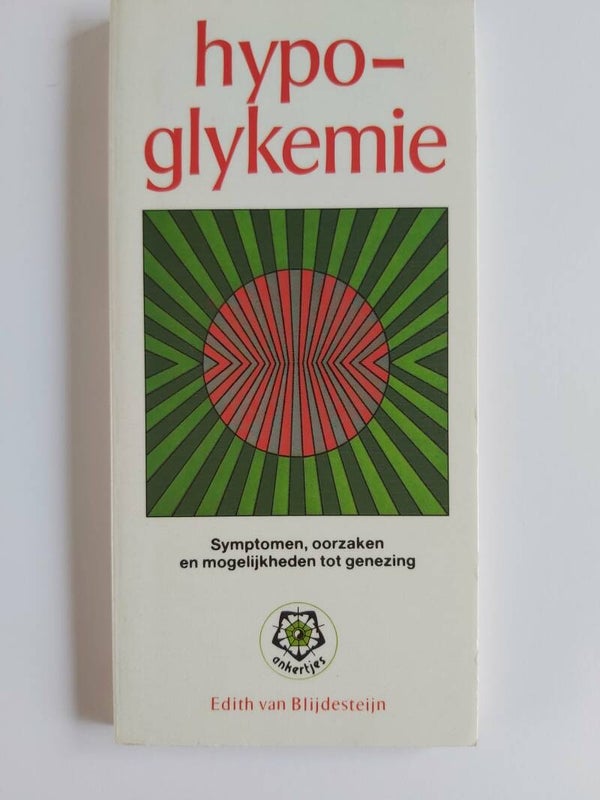 hypo-
glykemie
Symptomen, oorzaken
en mogelijkheden tot genezing
ankertjes
Edith van Blijdesteijn